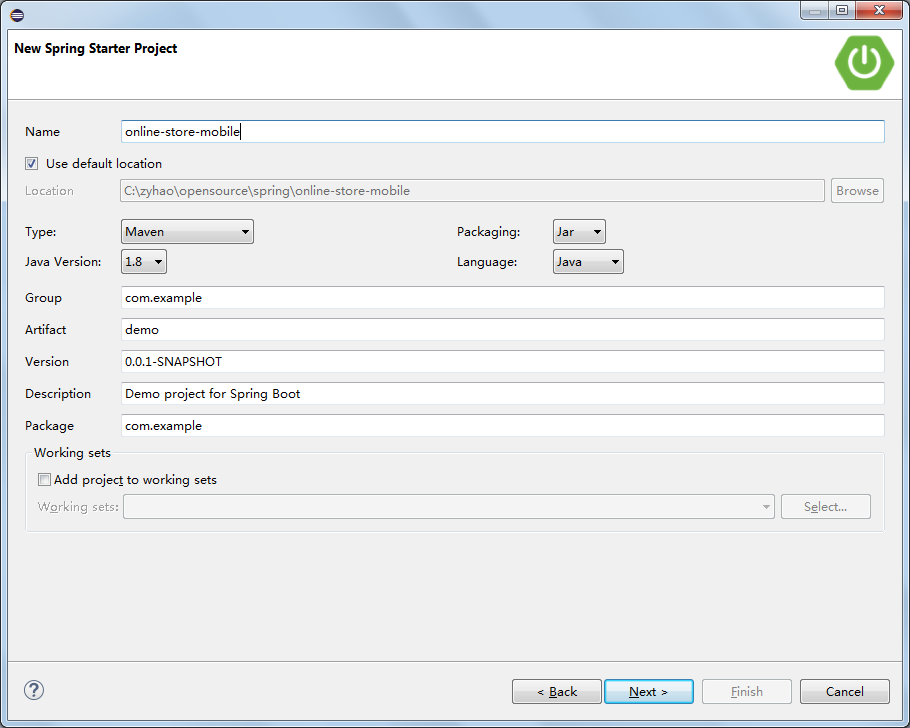 New Spring Starter Project
Name online-store-mobile
Use default location
Location C:\zyhao\opensource\spring\online-store-mobile Browse
Type: Maven Packaging: Jar
Java Version: 1.8 Language: Java
Group com.example
Artifact demo
Version 0.0.1-SNAPSHOT
Description Demo project for Spring Boot
Package com.example
Working sets
Add project to working sets
Working sets: Select...
? < Back Next > Finish Cancel